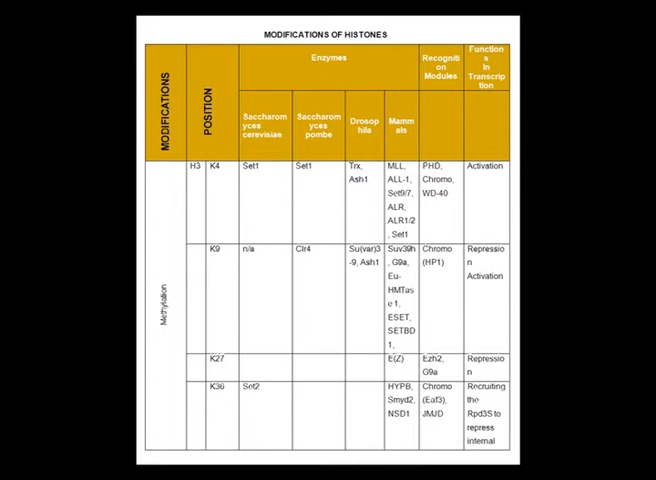 MODIFICATIONS OF HISTONES
MODIFICATIONS
POSITION
Enzymes
Recogniti
on
Modules
Function
s
In
Transcrip
tion
Saccharom
yces
cerevisiae
Saccharom
yces
pombe
Drosop
hila
Mamm
als
Methylation
H3
K4
Set1
Set1
Trx,
Ash1
MLL,
ALL-1,
Set9/7,
ALR,
ALR1/2
, Set1
PHD,
Chromo,
WD-40
Activation
K9
n/a
Clr4
Su(var)3
-9, Ash1
Suv39h
, G9a,
Eu-
HMTas
e 1,
ESET,
SETBD
1,
Chromo
(HP1)
Repressio
n
Activation
K27
E(Z)
Ezh2,
G9a
Repressio
n
K36
Set2
HYPB,
Smyd2,
NSD1
Chromo
(Eaf3),
JMJD
Recruiting
the
Rpd3S to
repress
internal